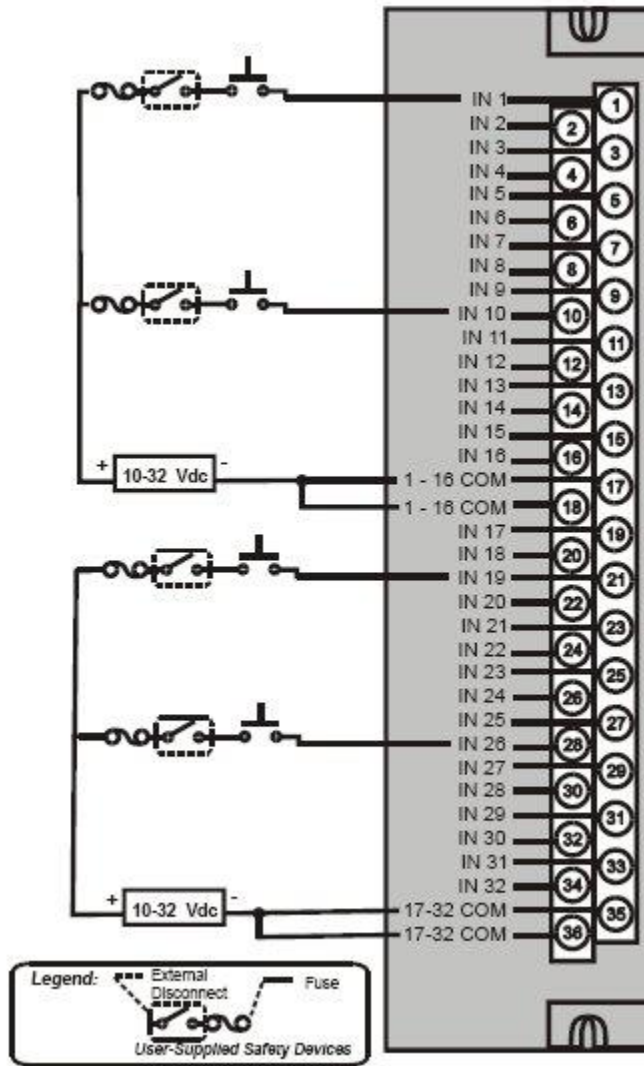 IN 1
1
IN 2
2
IN 3
3
IN 4
4
IN 5
5
IN 6
6
IN 7
7
IN 8
8
IN 9
9
IN 10
10
IN 11
11
IN 12
12
IN 13
13
IN 14
14
IN 15
15
IN 16
16
+ 10-32 Vdc -
1 - 16 COM
17
1 - 16 COM
18
IN 17
19
IN 18
20
IN 19
21
IN 20
22
IN 21
23
IN 22
24
IN 23
25
IN 24
26
IN 25
27
IN 26
28
IN 27
29
IN 28
30
IN 29
31
IN 30
32
IN 31
33
IN 32
34
+ 10-32 Vdc -
17-32 COM
35
17-32 COM
36
Legend:
External
Disconnect
Fuse
User-Supplied Safety Devices